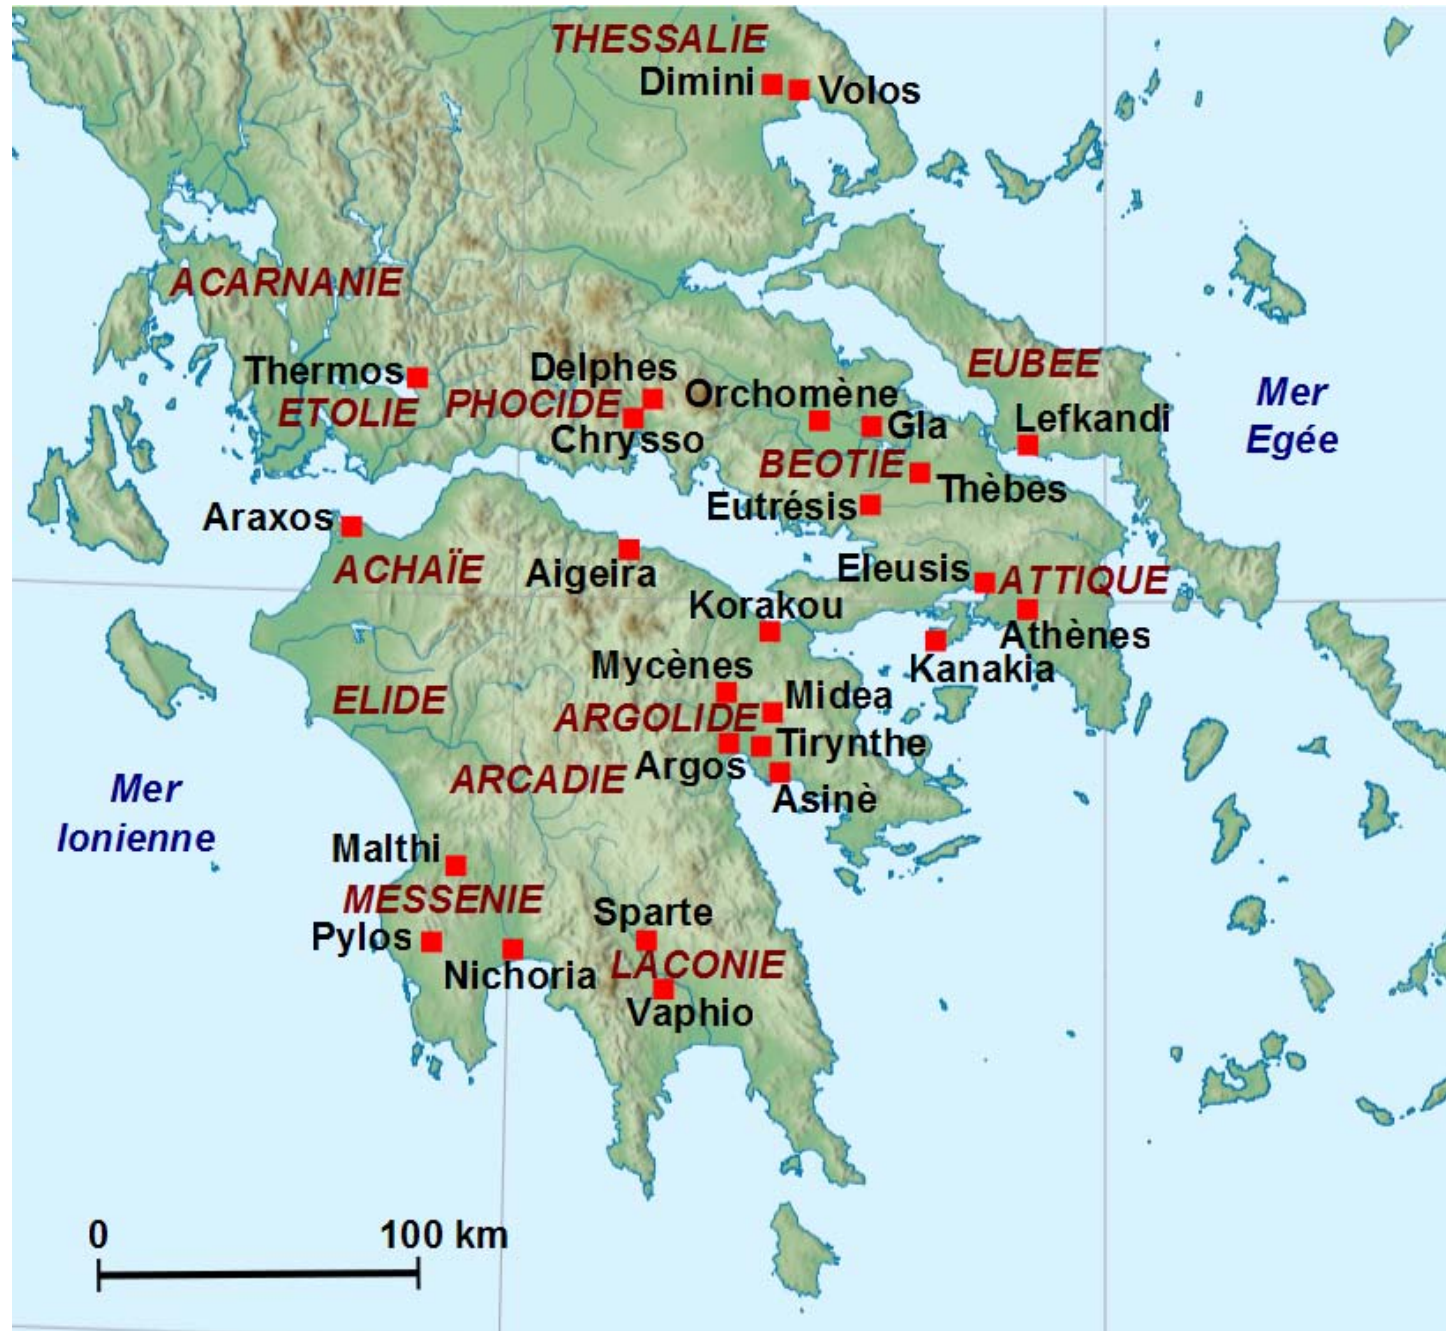 THESSALIE
Dimini
Volos
ACARNANIE
Thermos
ETOLIE
Delphes
PHOCIDE
Chrysso
Orchomène
Gla
BEOTIE
Thèbes
Eutrésis
EUBEE
Lefkandi
Mer
Egée
Araxos
ACHAÏE
Aigeira
Eleusis
ATTIQUE
Athènes
Korakou
Kanakia
Mycènes
Midea
ELIDE
ARGOLIDE
Tirynthe
Argos
Asinè
ARCADIE
Mer
Ionienne
Malthi
MESSENIE
Pylos
Nichoria
Sparte
LACONIE
Vaphio
0 100 km